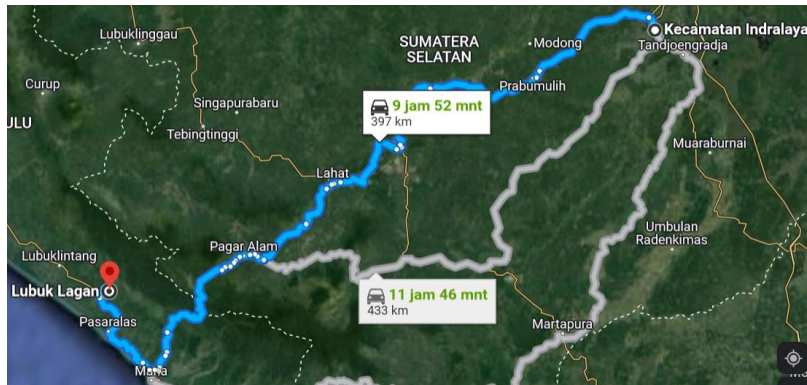 Lubuklinggau
SUMATERA
SELATAN
Modong
Kecamatan Indralaya
Tandjoengradja
Curup
Singapurabaru
Prabumulih
9 jam 52 mnt
397 km
Tebingtinggi
Muaraburnai
Lahat
Pagar Alam
Umbulan
Radenkimas
Lubuklintang
Lubuk Lagan
11 jam 46 mnt
433 km
Pasaralas
Martapura
Manna